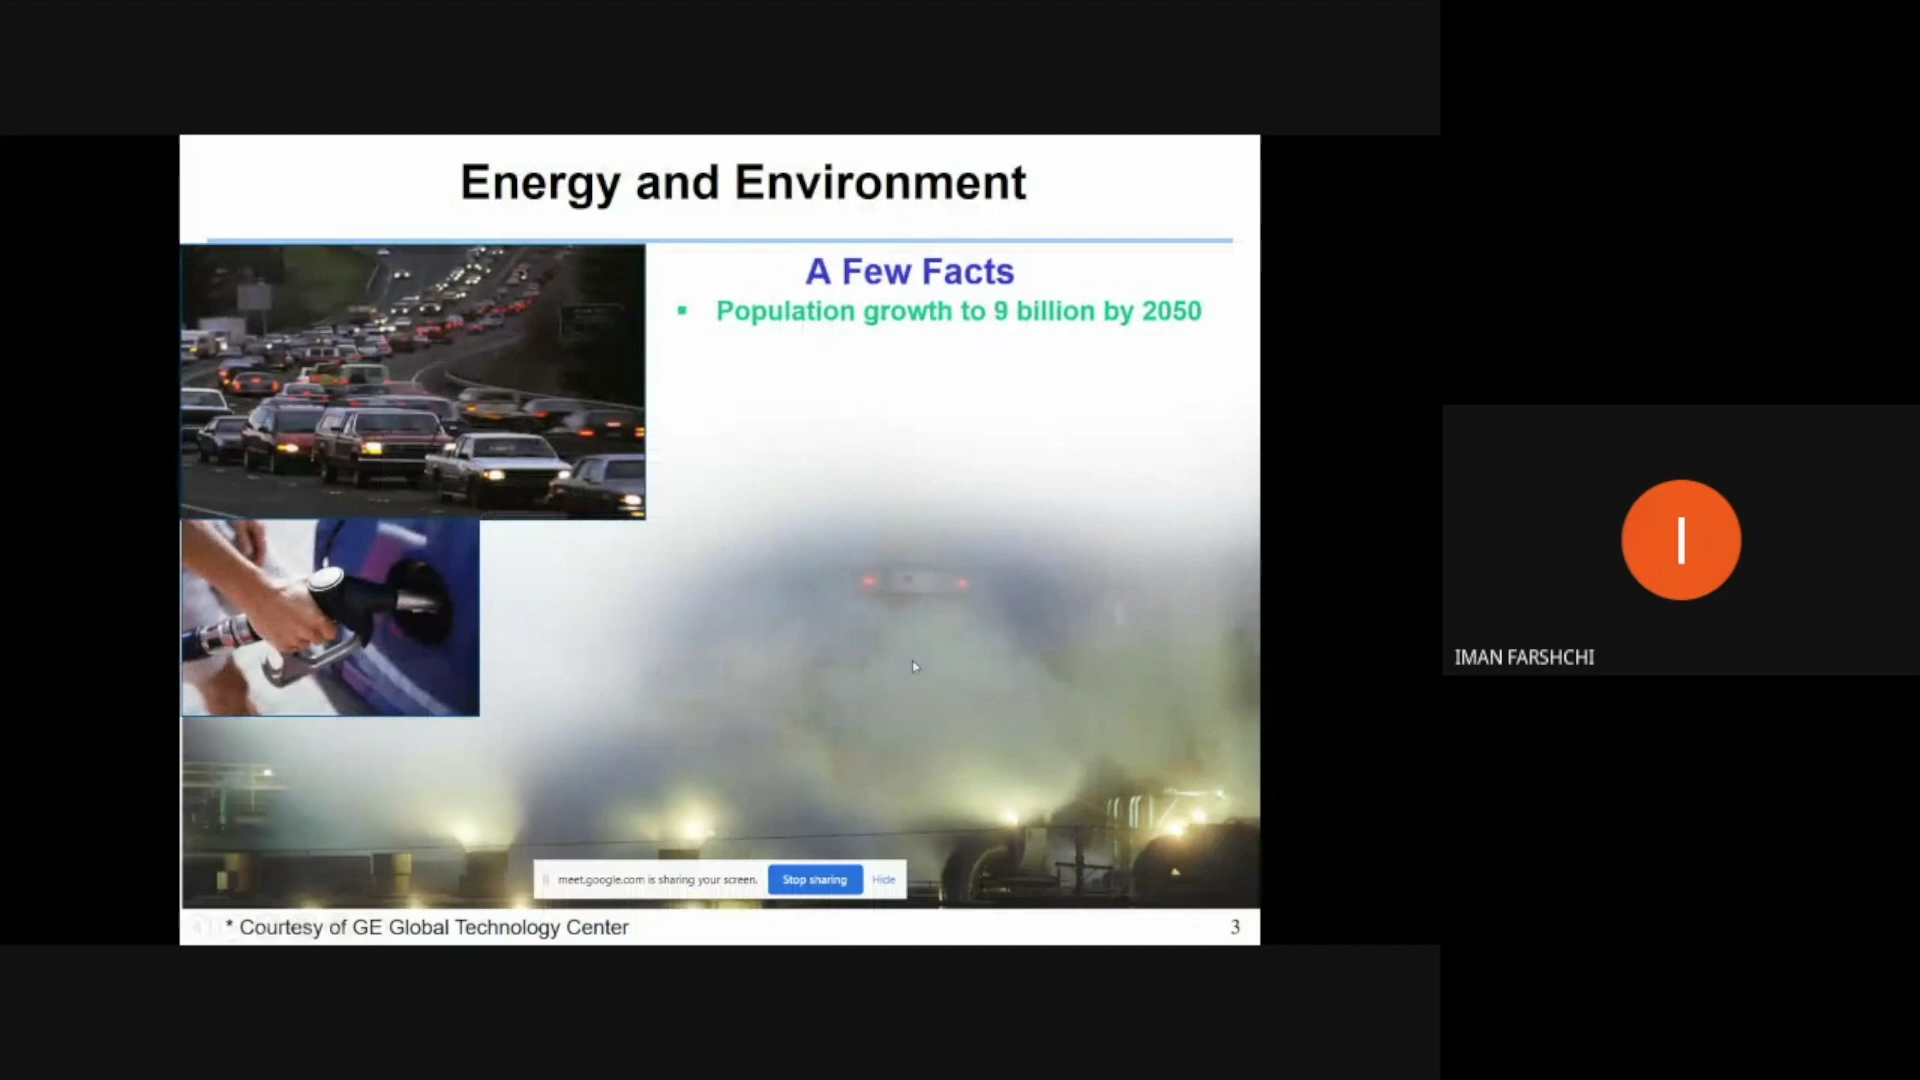 Energy and Environment
A Few Facts
▪ Population growth to 9 billion by 2050
meet.google.com is sharing your screen. Stop sharing Hide
* Courtesy of GE Global Technology Center 3
I
IMAN FARSHCHI